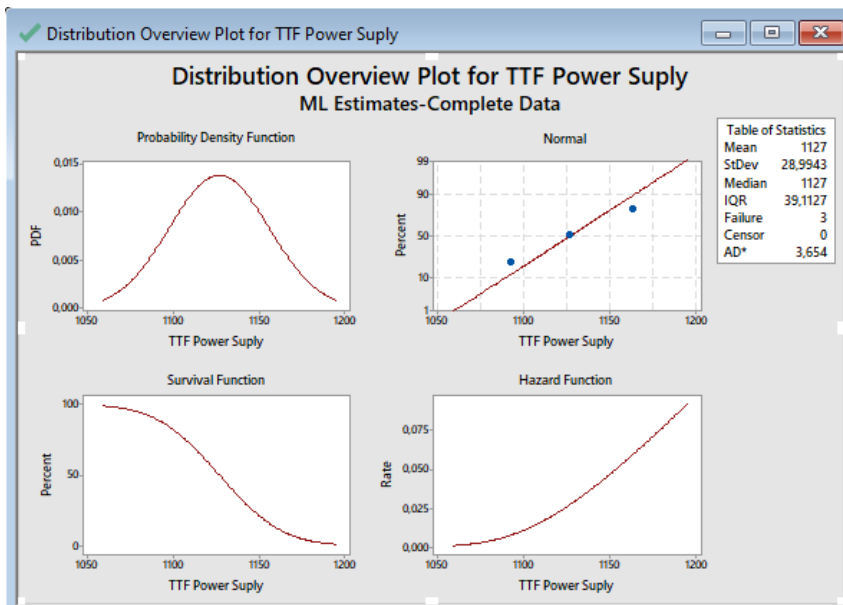 Distribution Overview Plot for TTF Power Suply
Distribution Overview Plot for TTF Power Suply
ML Estimates-Complete Data
Probability Density Function
0,015
0,010
0,005
0,000
PDF
1050 1100 1150 1200
TTF Power Suply
Normal
99
90
50
10
1
Percent
1050 1100 1150 1200
TTF Power Suply
Table of Statistics
Mean 1127
StDev 28,9943
Median 1127
IQR 39,1127
Failure 3
Censor 0
AD* 3,654
Survival Function
100
50
0
Percent
1050 1100 1150 1200
TTF Power Suply
Hazard Function
0,075
0,050
0,025
0,000
Rate
1050 1100 1150 1200
TTF Power Suply